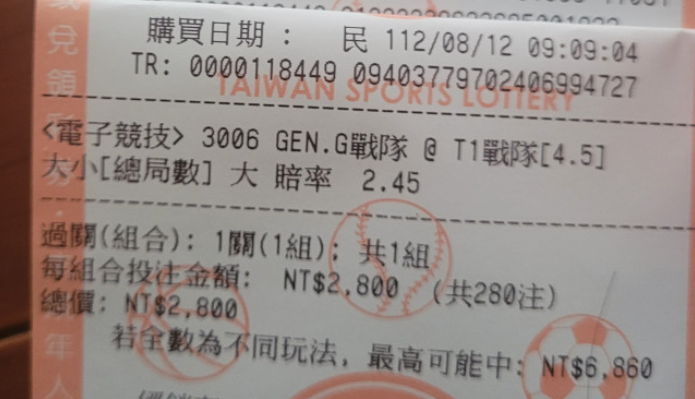 購買日期： 民 112/08/12 09:09:04
TR: 0000118449 09403779702406994727
TAIWAN SPORTS LOTTERY
<電子競技> 3006 GEN.G戰隊 @ T1戰隊[4.5]
大小[總局數] 大 賠率 2.45
過關(組合): 1關(1組); 共1組
每組合投注金額: NT$2,800 (共280注)
總價: NT$2,800
若全數為不同玩法, 最高可能中: NT$6,860